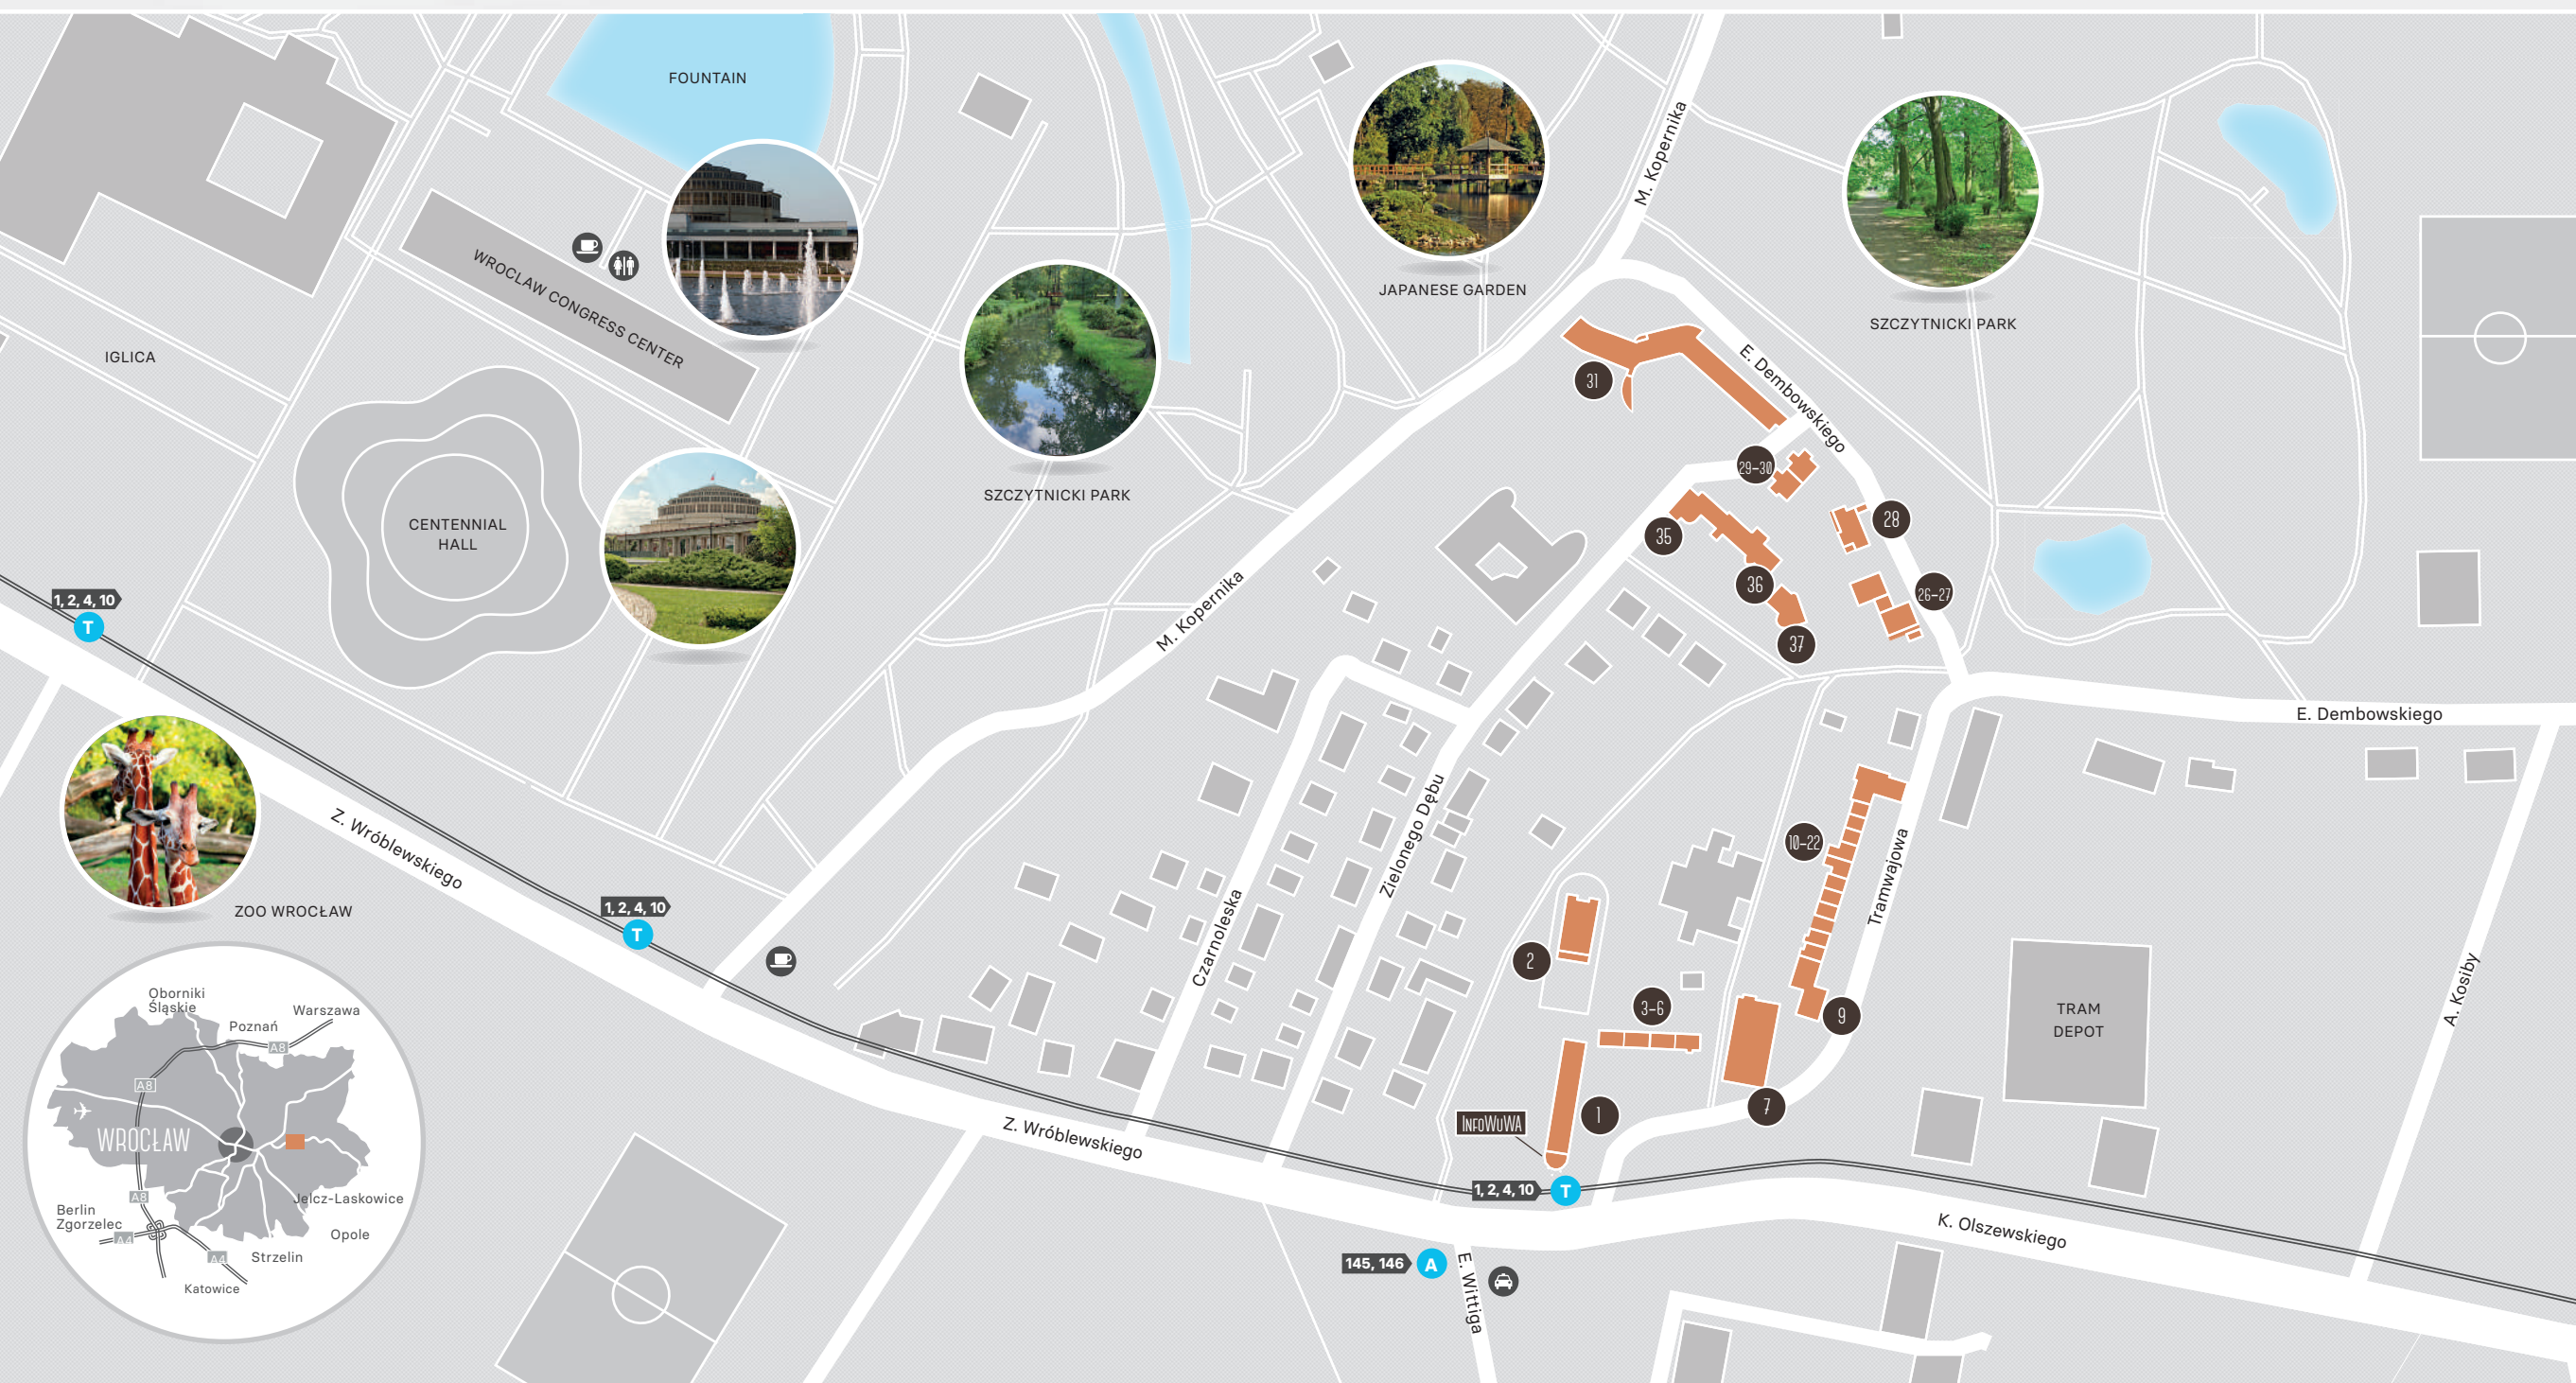 FOUNTAIN
M. Kopernika
WROCLAW CONGRESS CENTER
JAPANESE GARDEN
SZCZYTNICKI PARK
IGLICA
31
E. Dembowskiego
29–30
SZCZYTNICKI PARK
CENTENNIAL
HALL
35
28
36
26–27
37
1, 2, 4, 10
T
M. Kopernika
E. Dembowskiego
Z. Wróblewskiego
Zielonego Dębu
10–22
Tramwajowa
ZOO WROCŁAW
1, 2, 4, 10
T
Czarnoleska
2
3–6
9
TRAM
DEPOT
A. Kosiby
7
1
INFOWUWA
Z. Wróblewskiego
1, 2, 4, 10
T
K. Olszewskiego
145, 146
A
E. Wittiga
Oborniki
Śląskie
Warszawa
Poznań
A8
A8
WROCŁAW
A8
Jelcz-Laskowice
Berlin
Zgorzelec
A4
Opole
A4
Strzelin
Katowice